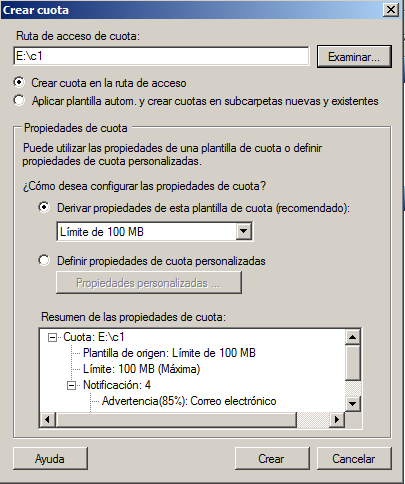 Crear cuota
Ruta de acceso de cuota:
E:\c1
Examinar...
Crear cuota en la ruta de acceso
Aplicar plantilla autom. y crear cuotas en subcarpetas nuevas y existentes
Propiedades de cuota
Puede utilizar las propiedades de una plantilla de cuota o definir
propiedades de cuota personalizadas.
¿Cómo desea configurar las propiedades de cuota?
Derivar propiedades de esta plantilla de cuota (recomendado):
Límite de 100 MB
Definir propiedades de cuota personalizadas
Propiedades personalizadas ...
Resumen de las propiedades de cuota:
Cuota: E:\c1
Plantilla de origen: Límite de 100 MB
Límite: 100 MB (Máxima)
Notificación: 4
Advertencia(85%): Correo electrónico
Ayuda
Crear
Cancelar